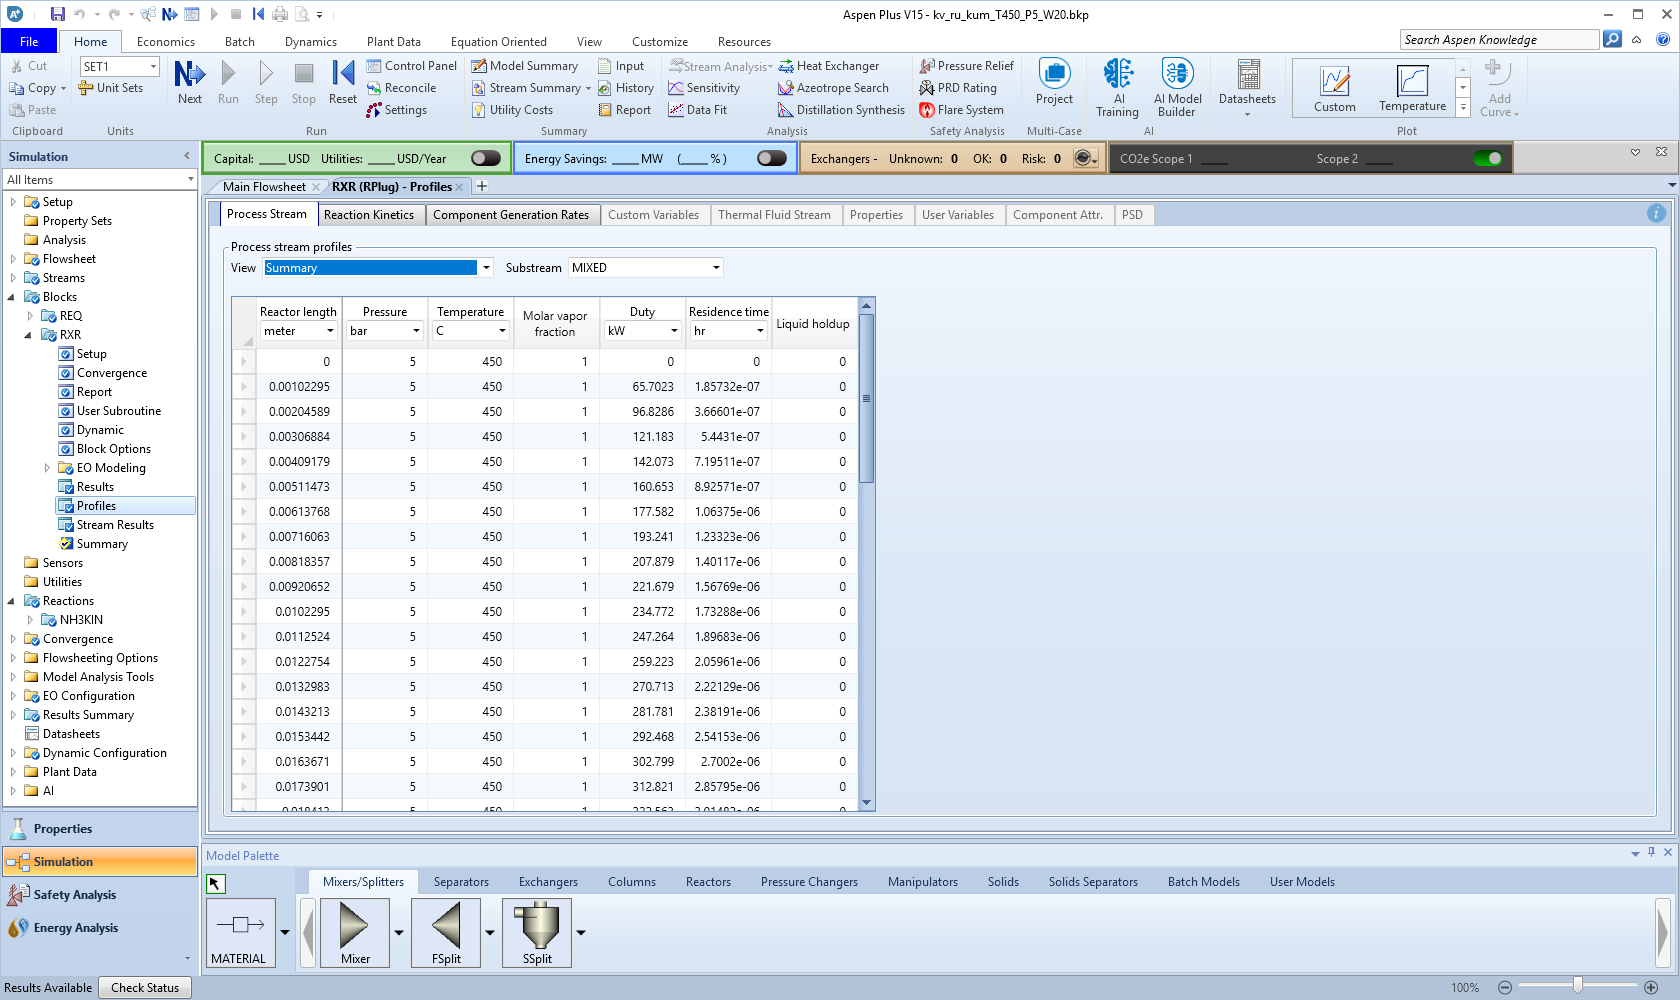 Aspen Plus V15 - kv_ru_kum_T450_P5_W20.bkp
File Home Economics Batch Dynamics Plant Data Equation Oriented View Customize Resources
Search Aspen Knowledge
Cut
Copy
Paste
Clipboard
SET1
Unit Sets
Units
Next
Run
Step
Stop
Reset
Control Panel
Reconcile
Settings
Run
Model Summary
Stream Summary
Utility Costs
Input
History
Report
Summary
Stream Analysis
Sensitivity
Data Fit
Heat Exchanger
Azeotrope Search
Distillation Synthesis
Analysis
Pressure Relief
PRD Rating
Flare System
Safety Analysis
Project
Multi-Case
AI Training
AI Model Builder
AI
Datasheets
Custom
Temperature
Add Curve
Plot
Simulation
All Items
Capital: ____ USD Utilities: ____ USD/Year
Energy Savings: ____ MW (____ %)
Exchangers - Unknown: 0 OK: 0 Risk: 0
CO2e Scope 1 ____ Scope 2 ____
Main Flowsheet
RXR (RPlug) - Profiles
Setup
Property Sets
Analysis
Flowsheet
Streams
Blocks
REQ
RXR
Setup
Convergence
Report
User Subroutine
Dynamic
Block Options
EO Modeling
Results
Profiles
Stream Results
Summary
Sensors
Utilities
Reactions
NH3KIN
Convergence
Flowsheeting Options
Model Analysis Tools
EO Configuration
Results Summary
Datasheets
Dynamic Configuration
Plant Data
AI
Properties
Simulation
Safety Analysis
Energy Analysis
Process Stream Reaction Kinetics Component Generation Rates Custom Variables Thermal Fluid Stream Properties User Variables Component Attr. PSD
Process stream profiles
View Summary Substream MIXED
Reactor length Pressure Temperature Molar vapor fraction Duty Residence time Liquid holdup
meter bar C kW hr
0 5 450 1 0 0 0
0.00102295 5 450 1 65.7023 1.85732e-07 0
0.00204589 5 450 1 96.8286 3.66601e-07 0
0.00306884 5 450 1 121.183 5.4431e-07 0
0.00409179 5 450 1 142.073 7.19511e-07 0
0.00511473 5 450 1 160.653 8.92571e-07 0
0.00613768 5 450 1 177.582 1.06375e-06 0
0.00716063 5 450 1 193.241 1.23323e-06 0
0.00818357 5 450 1 207.879 1.40117e-06 0
0.00920652 5 450 1 221.679 1.56769e-06 0
0.0102295 5 450 1 234.772 1.73288e-06 0
0.0112524 5 450 1 247.264 1.89683e-06 0
0.0122754 5 450 1 259.223 2.05961e-06 0
0.0132983 5 450 1 270.713 2.22129e-06 0
0.0143213 5 450 1 281.781 2.38191e-06 0
0.0153442 5 450 1 292.468 2.54153e-06 0
0.0163671 5 450 1 302.799 2.7002e-06 0
0.0173901 5 450 1 312.821 2.85795e-06 0
Model Palette
Mixers/Splitters Separators Exchangers Columns Reactors Pressure Changers Manipulators Solids Solids Separators Batch Models User Models
MATERIAL Mixer FSplit SSplit
Results Available Check Status 100%